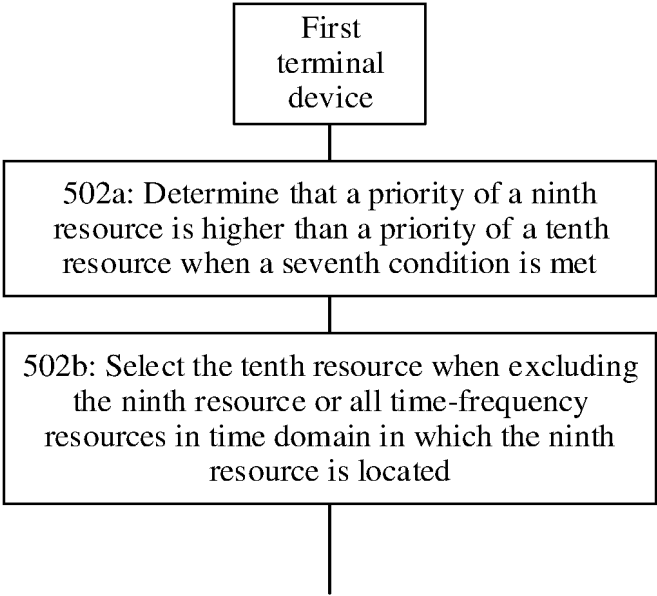 First
terminal
device
502a: Determine that a priority of a ninth
resource is higher than a priority of a tenth
resource when a seventh condition is met
502b: Select the tenth resource when excluding
the ninth resource or all time-frequency
resources in time domain in which the ninth
resource is located